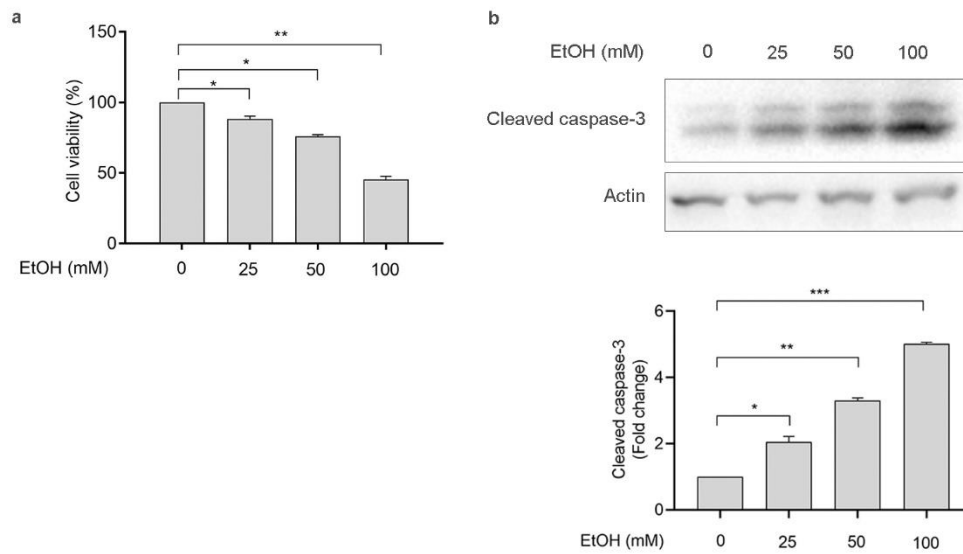 a
150
100
50
0
Cell viability (%)
**
*
*
EtOH (mM) 0 25 50 100
b
EtOH (mM) 0 25 50 100
Cleaved caspase-3
Actin
6
4
2
0
Cleaved caspase-3
(Fold change)
***
**
*
EtOH (mM) 0 25 50 100